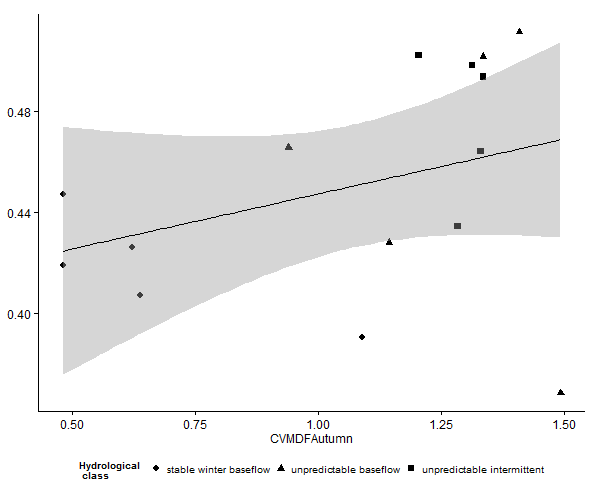 0.48
0.44
0.40
0.50 0.75 1.00 1.25 1.50
CVMDFAutumn
Hydrological
class
stable winter baseflow unpredictable baseflow unpredictable intermittent